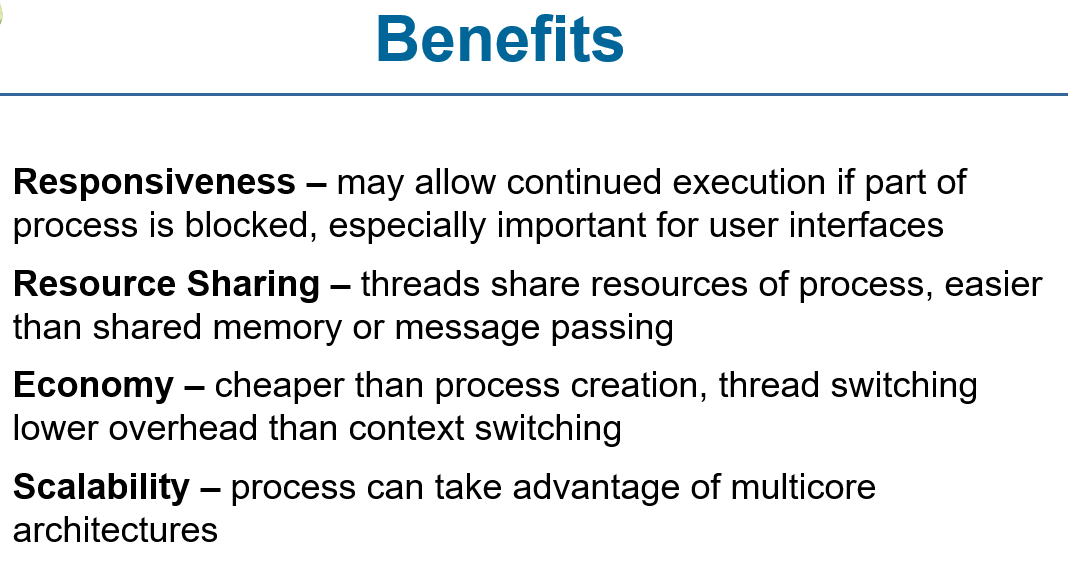 Benefits
Responsiveness – may allow continued execution if part of
process is blocked, especially important for user interfaces
Resource Sharing – threads share resources of process, easier
than shared memory or message passing
Economy – cheaper than process creation, thread switching
lower overhead than context switching
Scalability – process can take advantage of multicore
architectures